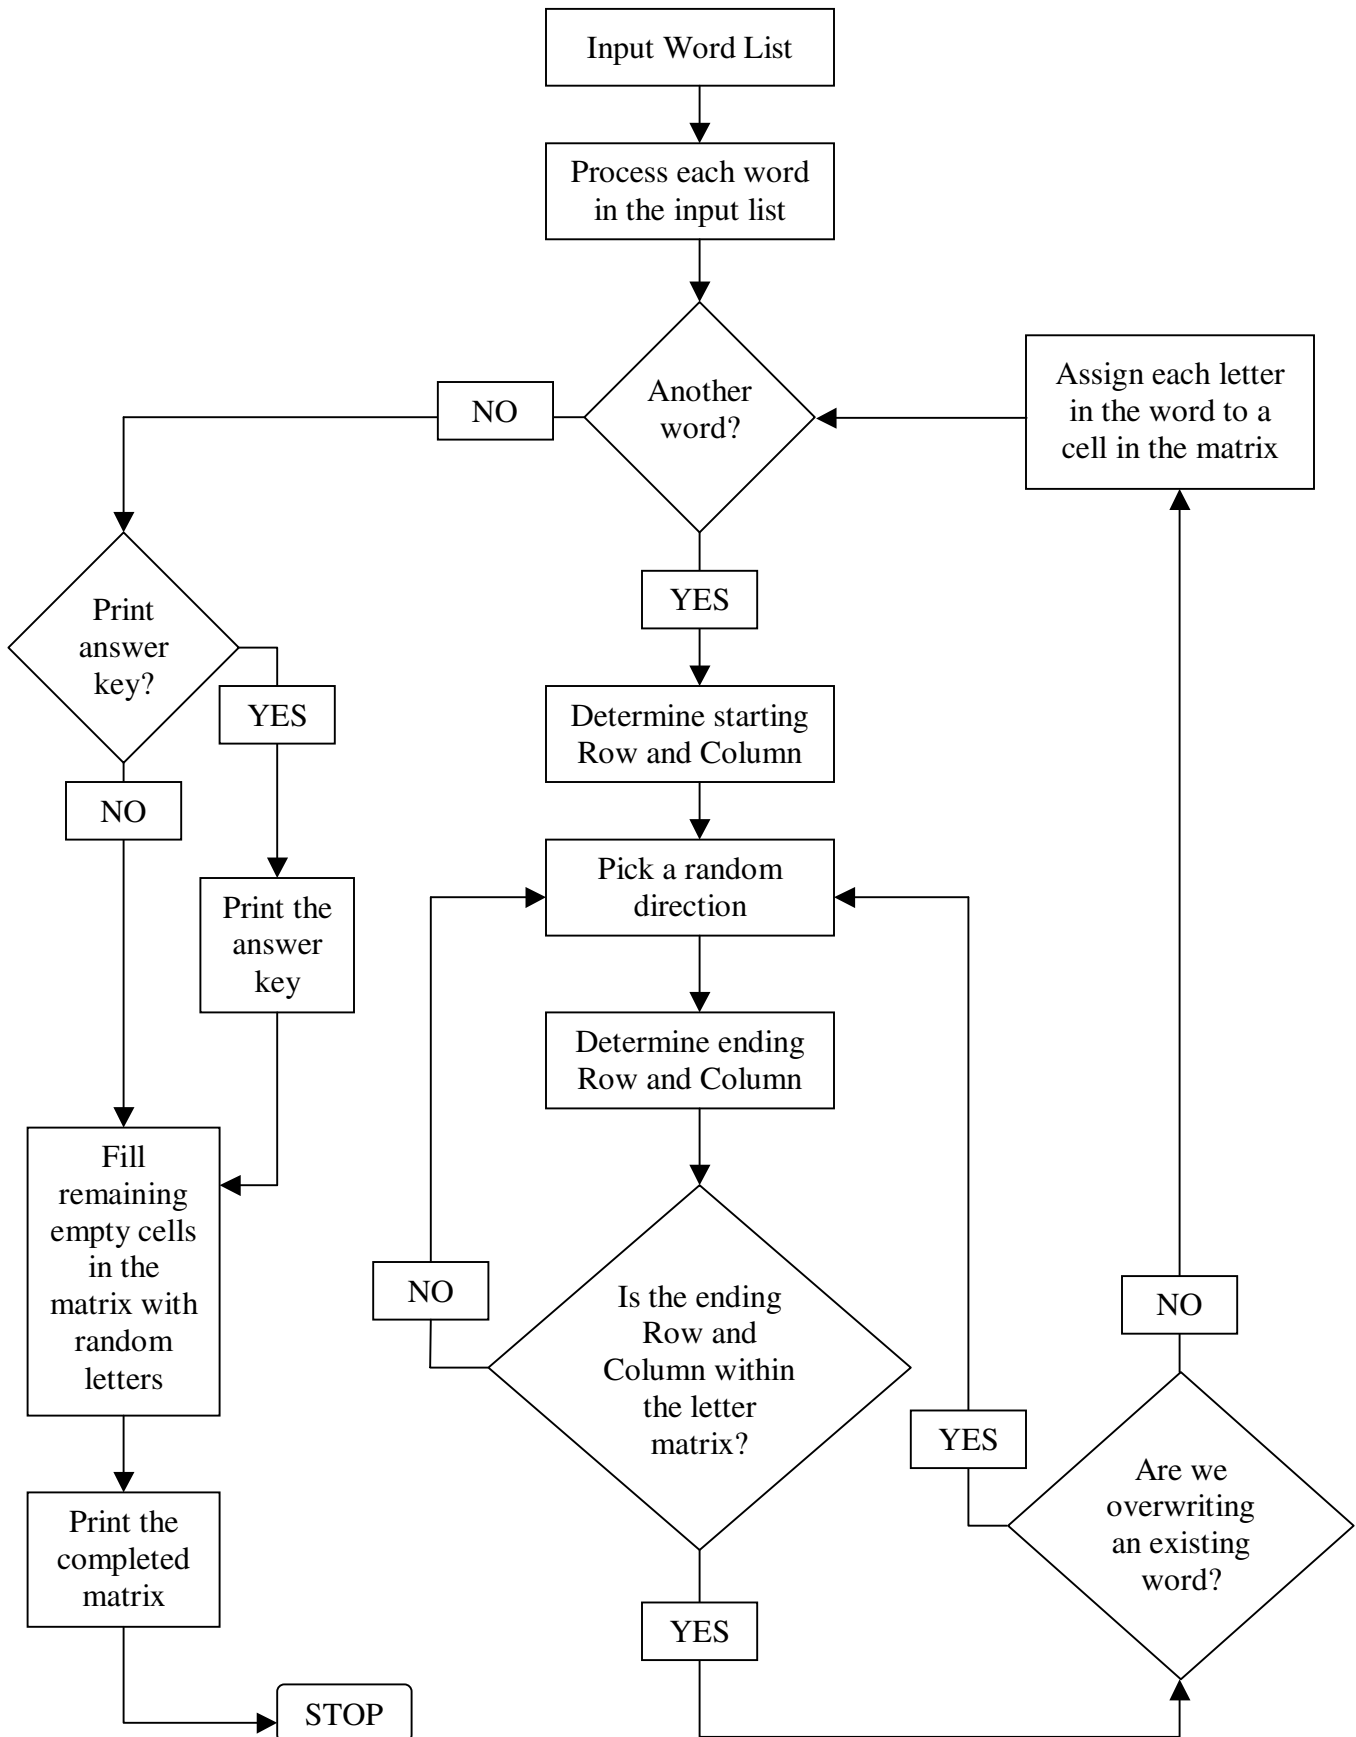 Input Word List
Process each word
in the input list
Another
word?
NO
Assign each letter
in the word to a
cell in the matrix
YES
Print
answer
key?
YES
NO
Determine starting
Row and Column
Pick a random
direction
Print the
answer
key
Determine ending
Row and Column
Fill
remaining
empty cells
in the
matrix with
random
letters
NO
Is the ending
Row and
Column within
the letter
matrix?
NO
YES
Are we
overwriting
an existing
word?
Print the
completed
matrix
YES
STOP